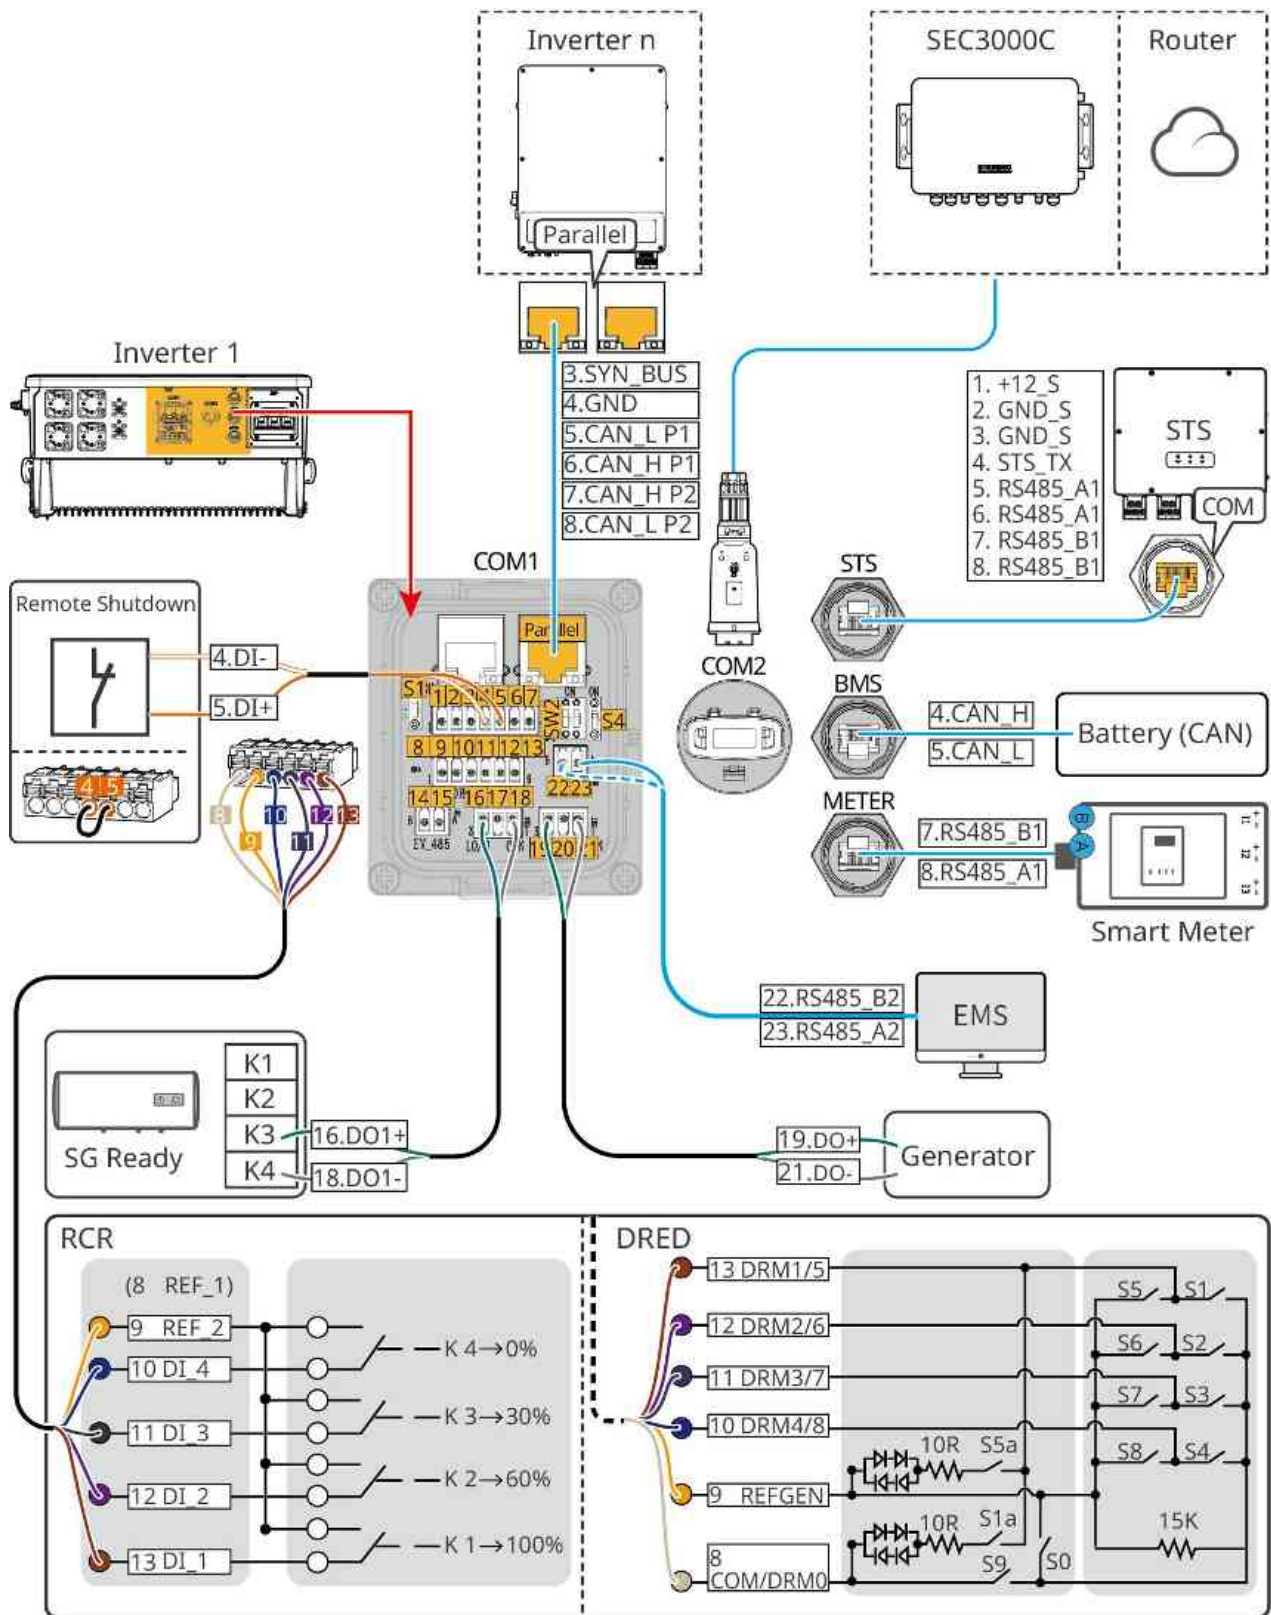 Inverter n
SEC3000C
Router
Parallel
Inverter 1
3.SYN_BUS
4.GND
5.CAN_L P1
6.CAN_H P1
7.CAN_H P2
8.CAN_L P2
1. +12_S
2. GND_S
3. GND_S
4. STS_TX
5. RS485_A1
6. RS485_A1
7. RS485_B1
8. RS485_B1
STS
COM
COM1
STS
Remote Shutdown
4.DI-
5.DI+
4 5
Parallel
ON ON
S1
1 2 3 4 5 6 7
SW2
S4
8 9 10 11 12 13
22 23
14 15 16 17 18
19 20 21
EV_485
8 9 10 11 12 13
COM2
BMS
4.CAN_H
5.CAN_L
Battery (CAN)
METER
7.RS485_B1
8.RS485_A1
B
A
Smart Meter
22.RS485_B2
23.RS485_A2
EMS
K1
K2
K3
K4
SG Ready
16.DO1+
18.DO1-
19.DO+
21.DO-
Generator
RCR
(8 REF_1)
9 REF_2
10 DI_4
11 DI_3
12 DI_2
13 DI_1
K 4→0%
K 3→30%
K 2→60%
K 1→100%
DRED
13 DRM1/5
12 DRM2/6
11 DRM3/7
10 DRM4/8
9 REFGEN
8
COM/DRM0
S5 S1
S6 S2
S7 S3
S8 S4
10R S5a
10R S1a
S9
S0
15K